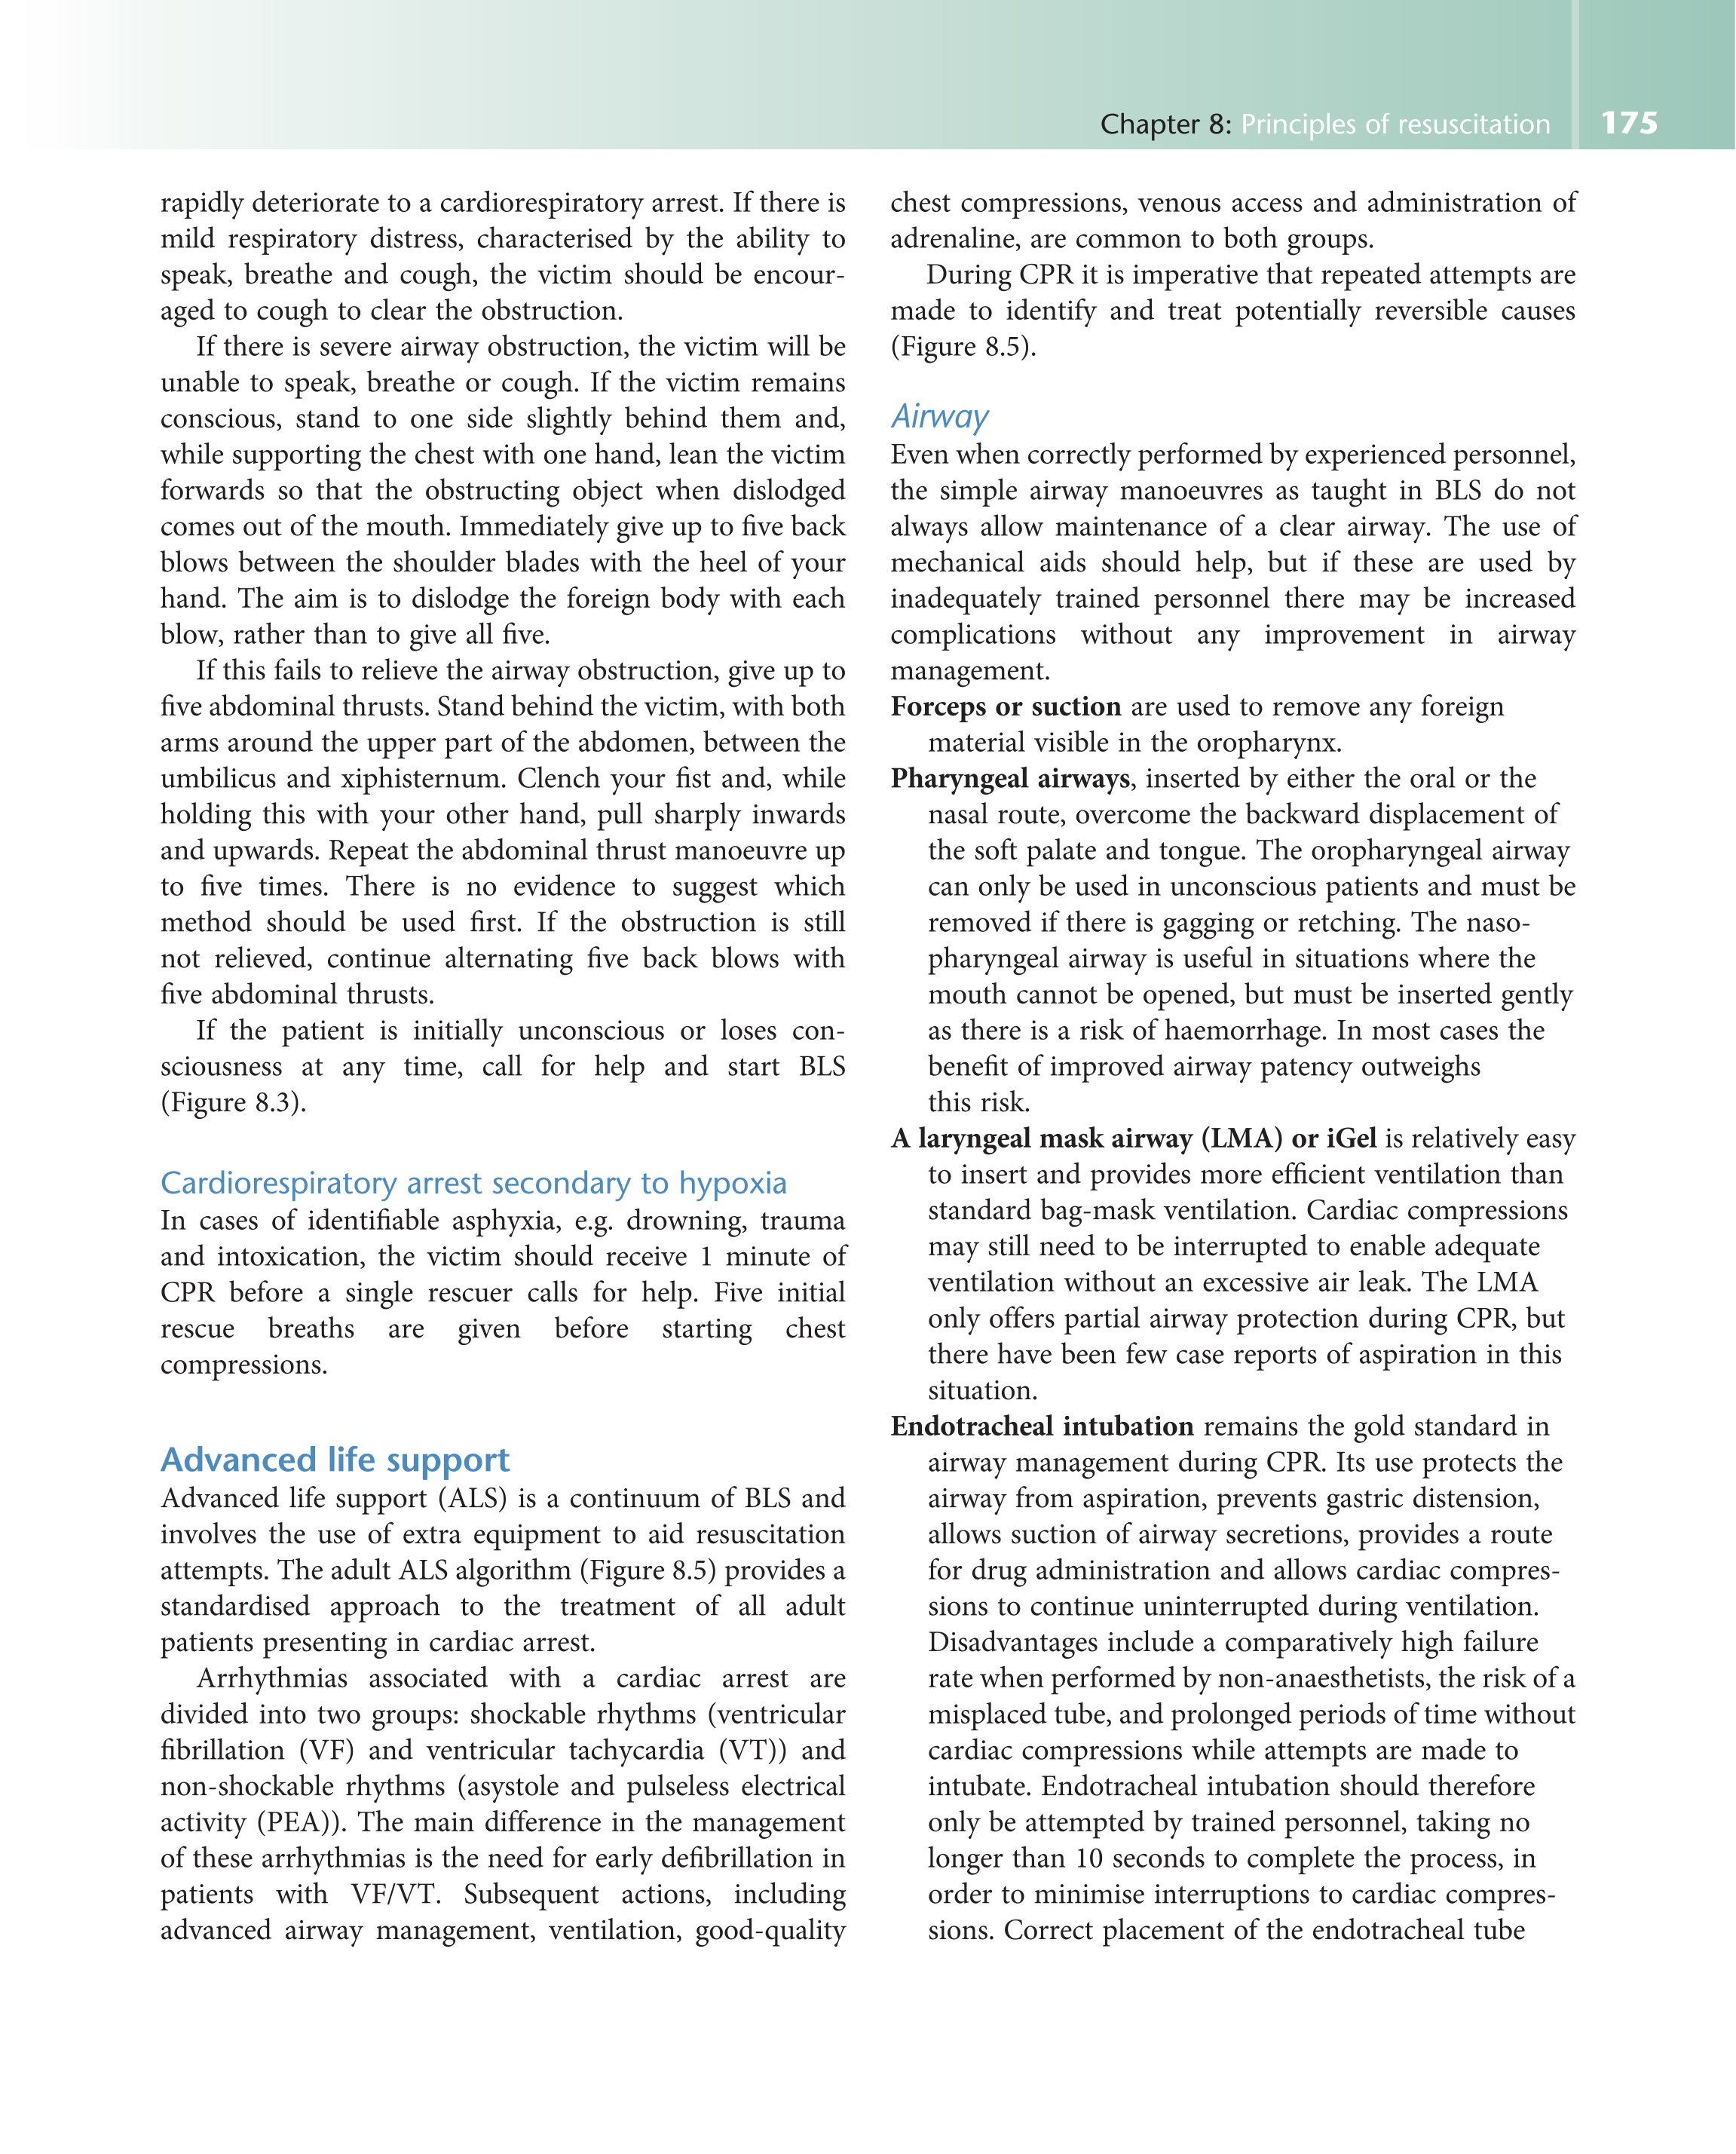 Chapter 8: Principles of resuscitation 175
rapidly deteriorate to a cardiorespiratory arrest. If there is
mild respiratory distress, characterised by the ability to
speak, breathe and cough, the victim should be encour-
aged to cough to clear the obstruction.
If there is severe airway obstruction, the victim will be
unable to speak, breathe or cough. If the victim remains
conscious, stand to one side slightly behind them and,
while supporting the chest with one hand, lean the victim
forwards so that the obstructing object when dislodged
comes out of the mouth. Immediately give up to five back
blows between the shoulder blades with the heel of your
hand. The aim is to dislodge the foreign body with each
blow, rather than to give all five.
If this fails to relieve the airway obstruction, give up to
five abdominal thrusts. Stand behind the victim, with both
arms around the upper part of the abdomen, between the
umbilicus and xiphisternum. Clench your fist and, while
holding this with your other hand, pull sharply inwards
and upwards. Repeat the abdominal thrust manoeuvre up
to five times. There is no evidence to suggest which
method should be used first. If the obstruction is still
not relieved, continue alternating five back blows with
five abdominal thrusts.
If the patient is initially unconscious or loses con-
sciousness at any time, call for help and start BLS
(Figure 8.3).
Cardiorespiratory arrest secondary to hypoxia
In cases of identifiable asphyxia, e.g. drowning, trauma
and intoxication, the victim should receive 1 minute of
CPR before a single rescuer calls for help. Five initial
rescue breaths are given before starting chest
compressions.
Advanced life support
Advanced life support (ALS) is a continuum of BLS and
involves the use of extra equipment to aid resuscitation
attempts. The adult ALS algorithm (Figure 8.5) provides a
standardised approach to the treatment of all adult
patients presenting in cardiac arrest.
Arrhythmias associated with a cardiac arrest are
divided into two groups: shockable rhythms (ventricular
fibrillation (VF) and ventricular tachycardia (VT)) and
non-shockable rhythms (asystole and pulseless electrical
activity (PEA)). The main difference in the management
of these arrhythmias is the need for early defibrillation in
patients with VF/VT. Subsequent actions, including
advanced airway management, ventilation, good-quality
chest compressions, venous access and administration of
adrenaline, are common to both groups.
During CPR it is imperative that repeated attempts are
made to identify and treat potentially reversible causes
(Figure 8.5).
Airway
Even when correctly performed by experienced personnel,
the simple airway manoeuvres as taught in BLS do not
always allow maintenance of a clear airway. The use of
mechanical aids should help, but if these are used by
inadequately trained personnel there may be increased
complications without any improvement in airway
management.
Forceps or suction are used to remove any foreign
material visible in the oropharynx.
Pharyngeal airways, inserted by either the oral or the
nasal route, overcome the backward displacement of
the soft palate and tongue. The oropharyngeal airway
can only be used in unconscious patients and must be
removed if there is gagging or retching. The naso-
pharyngeal airway is useful in situations where the
mouth cannot be opened, but must be inserted gently
as there is a risk of haemorrhage. In most cases the
benefit of improved airway patency outweighs
this risk.
A laryngeal mask airway (LMA) or iGel is relatively easy
to insert and provides more efficient ventilation than
standard bag-mask ventilation. Cardiac compressions
may still need to be interrupted to enable adequate
ventilation without an excessive air leak. The LMA
only offers partial airway protection during CPR, but
there have been few case reports of aspiration in this
situation.
Endotracheal intubation remains the gold standard in
airway management during CPR. Its use protects the
airway from aspiration, prevents gastric distension,
allows suction of airway secretions, provides a route
for drug administration and allows cardiac compres-
sions to continue uninterrupted during ventilation.
Disadvantages include a comparatively high failure
rate when performed by non-anaesthetists, the risk of a
misplaced tube, and prolonged periods of time without
cardiac compressions while attempts are made to
intubate. Endotracheal intubation should therefore
only be attempted by trained personnel, taking no
longer than 10 seconds to complete the process, in
order to minimise interruptions to cardiac compres-
sions. Correct placement of the endotracheal tube